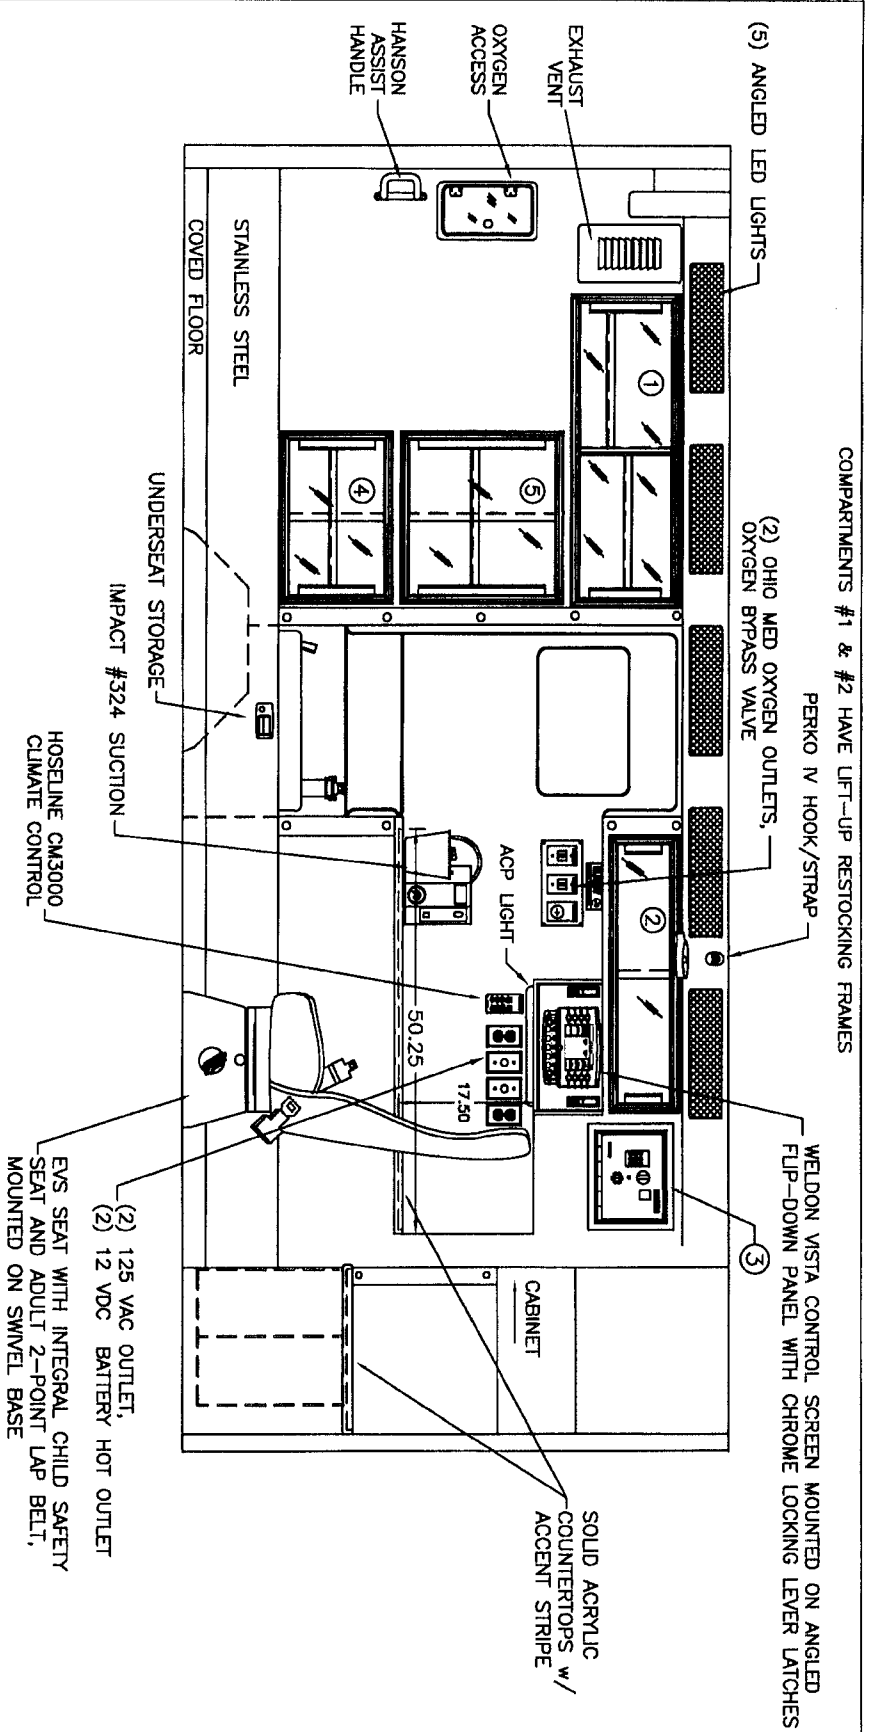 COMPARTMENTS #1 & #2 HAVE LIFT-UP RESTOCKING FRAMES
(5) ANGLED LED LIGHTS
PERKO IV HOOK/STRAP
WELDON VISTA CONTROL SCREEN MOUNTED ON ANGLED
FLIP-DOWN PANEL WITH CHROME LOCKING LEVER LATCHES
(2) OHIO MED OXYGEN OUTLETS,
OXYGEN BYPASS VALVE
EXHAUST
VENT
OXYGEN
ACCESS
HANSON
ASSIST
HANDLE
1
2
3
5
4
ACP LIGHT
CABINET
50.25
17.50
STAINLESS STEEL
COVED FLOOR
SOLID ACRYLIC
COUNTERTOPS w/
ACCENT STRIPE
UNDERSEAT STORAGE
IMPACT #324 SUCTION
HOSELINE CM3000
CLIMATE CONTROL
(2) 125 VAC OUTLET,
(2) 12 VDC BATTERY HOT OUTLET
EVS SEAT WITH INTEGRAL CHILD SAFETY
SEAT AND ADULT 2-POINT LAP BELT,
MOUNTED ON SWIVEL BASE